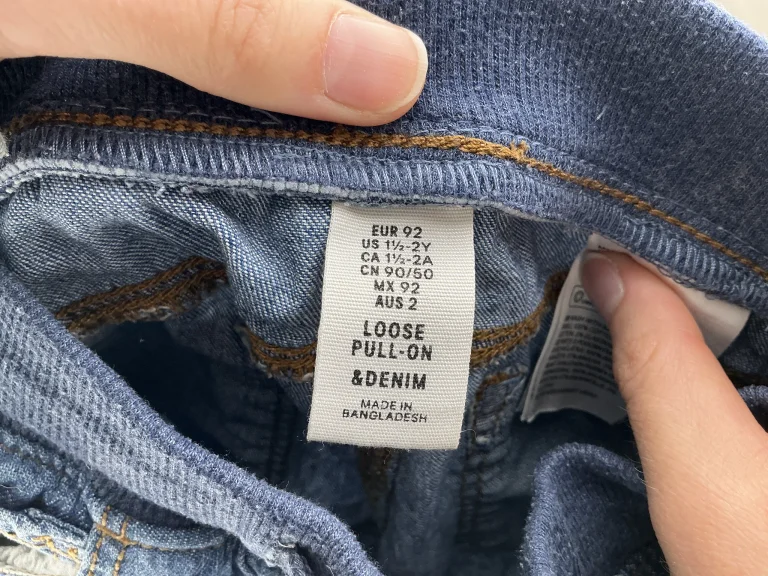 EUR 92
US 1½-2Y
CA 1½-2A
CN 90/50
MX 92
AUS 2
LOOSE
PULL-ON
&DENIM
MADE IN
BANGLADESH